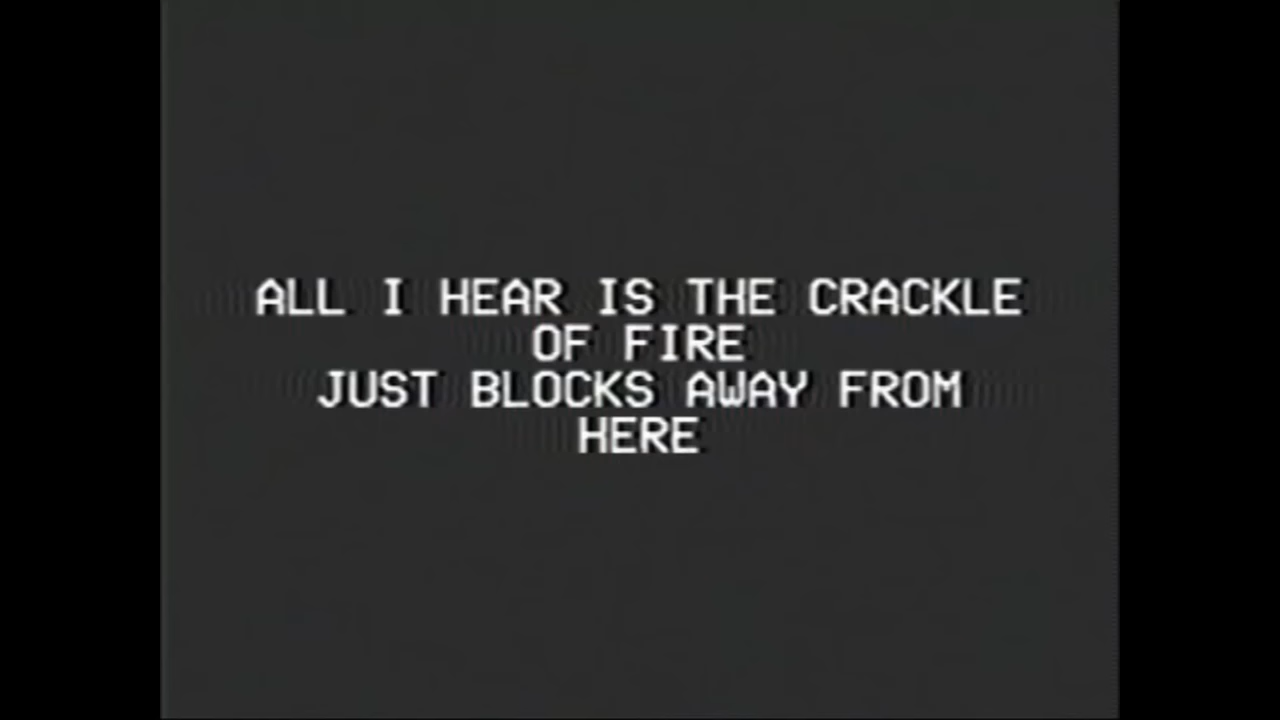 ALL I HEAR IS THE CRACKLE
OF FIRE
JUST BLOCKS AWAY FROM
HERE